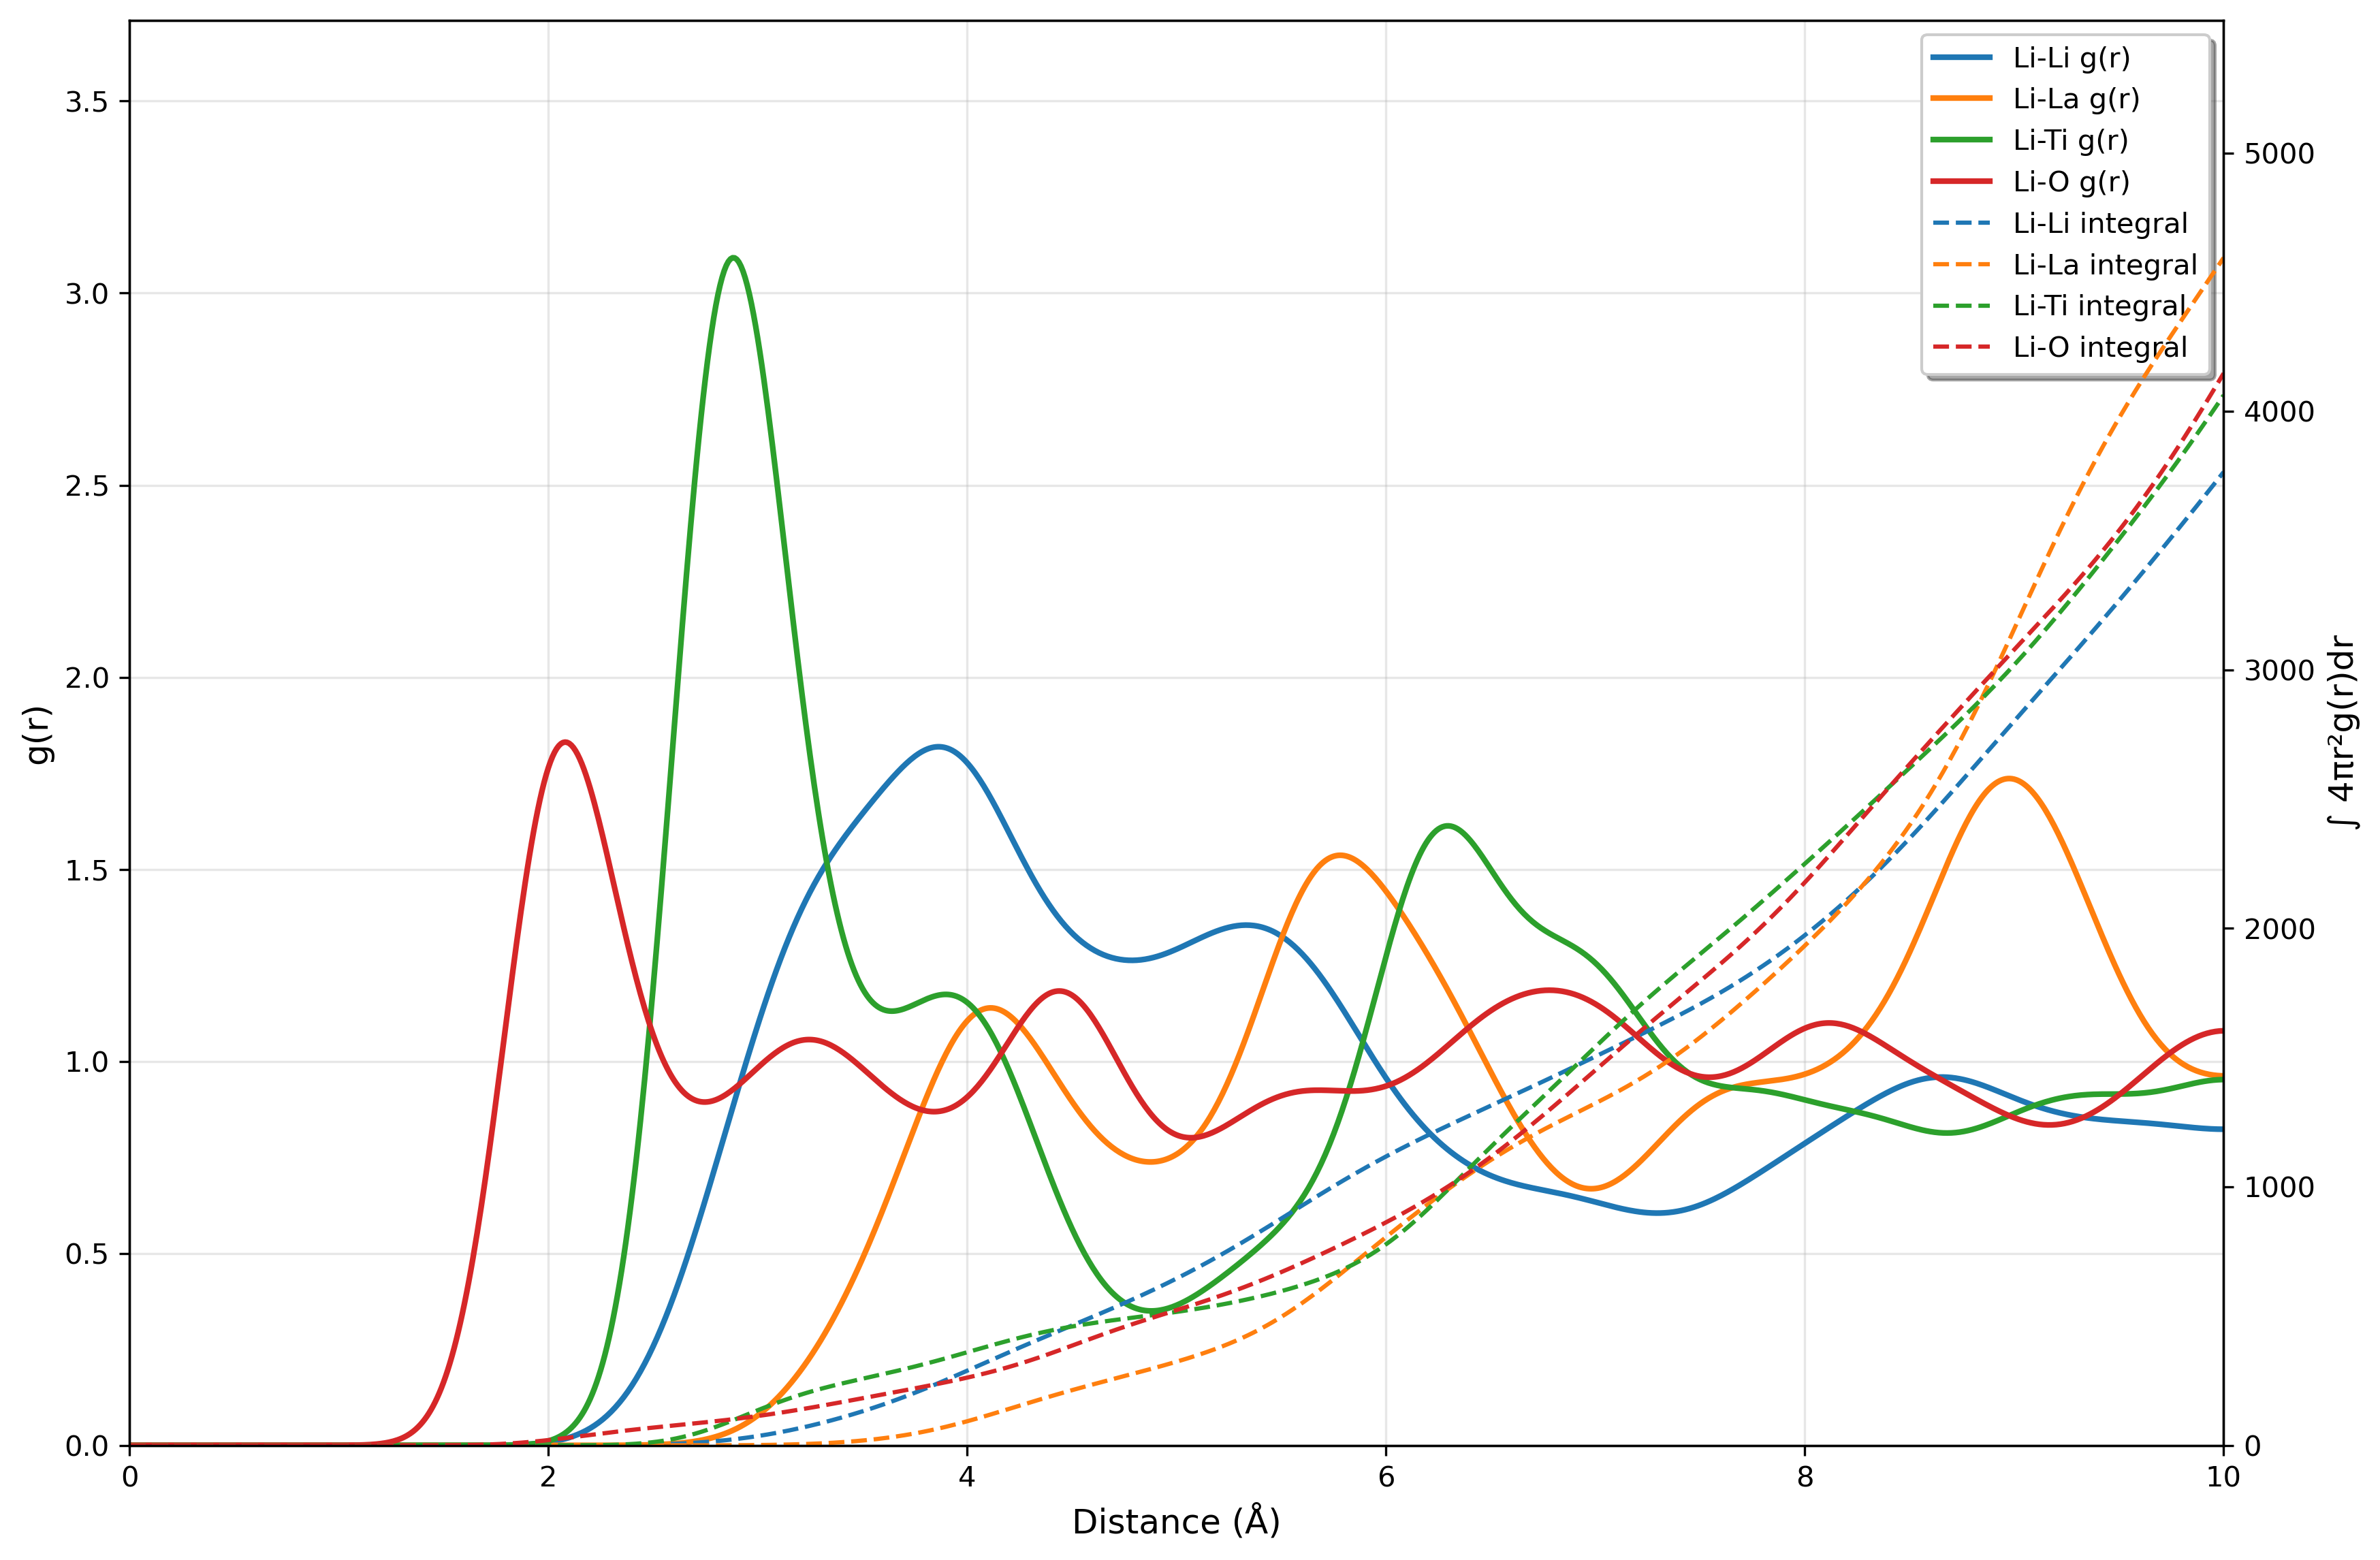 3.5
3.0
2.5
2.0
1.5
1.0
0.5
0.0
g(r)
0
2
4
6
8
10
Distance (Å)
5000
4000
3000
2000
1000
0
∫ 4πr²g(r)dr
Li-Li g(r)
Li-La g(r)
Li-Ti g(r)
Li-O g(r)
Li-Li integral
Li-La integral
Li-Ti integral
Li-O integral